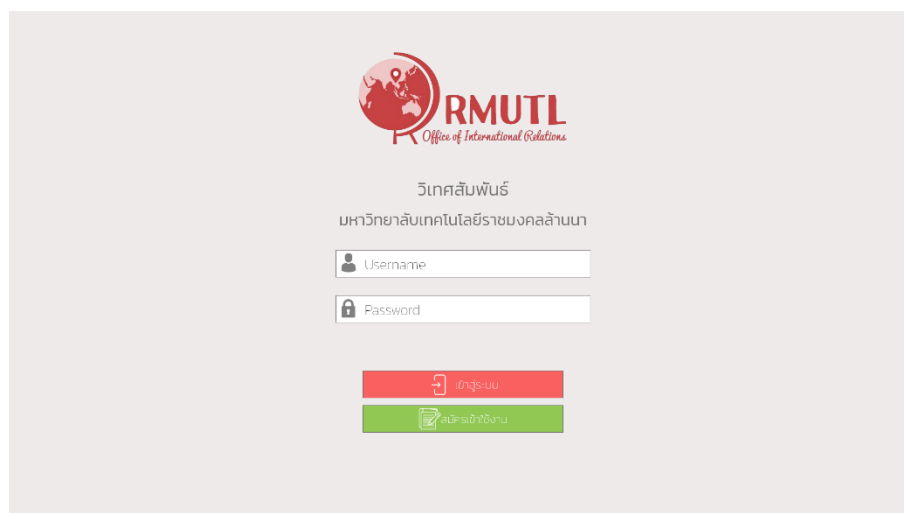 RMUTL
Office of International Relations
วิเทศสัมพันธ์
มหาวิทยาลับเทคโนโลยีราชมงคลล้านนา
Username
Password
เข้าสู่ระบบ
สมัครเข้าใช้งาน